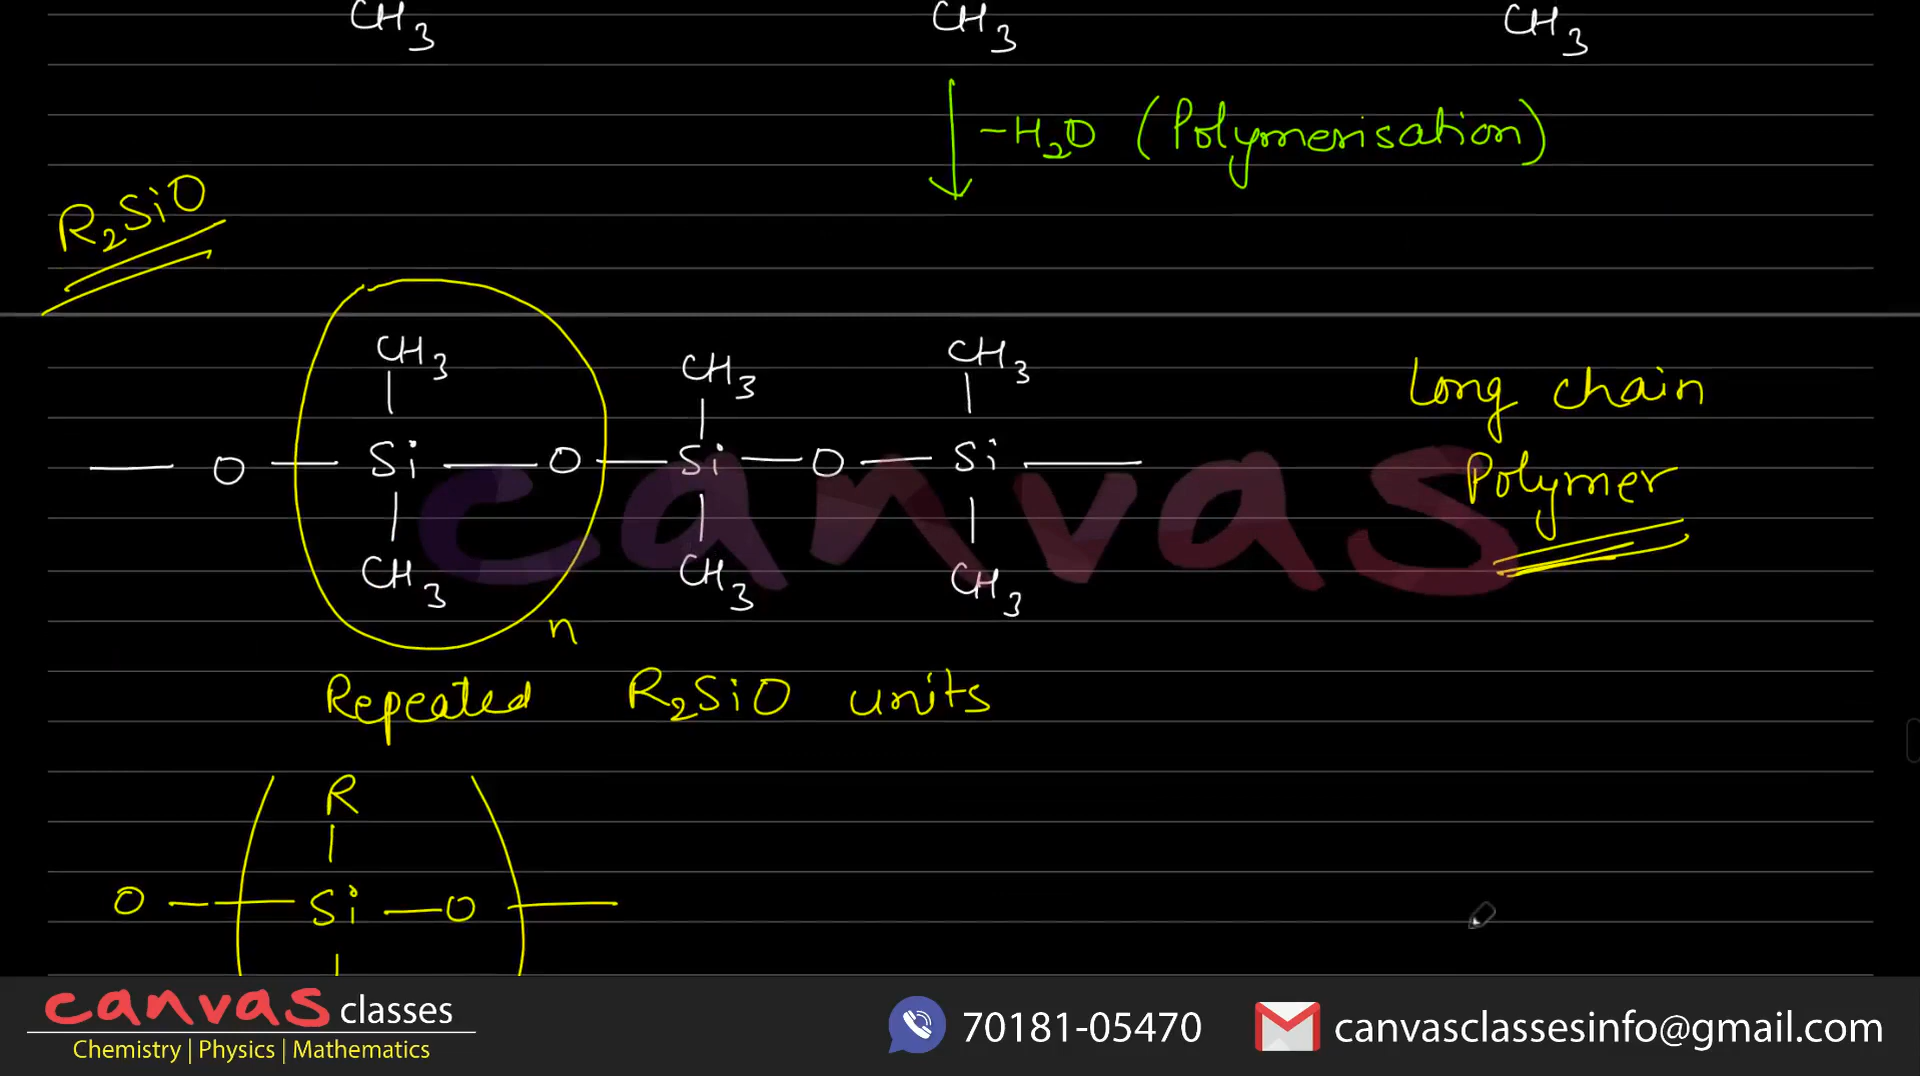 CH3 CH3 CH3
-H2O (Polymerisation)
R2SiO
CH3 CH3 CH3
— O — Si — O — Si — O — Si —
CH3 CH3 CH3
n
Long chain
Polymer
Repeated R2SiO units
R
O — Si — O —
canvas
canvas classes
Chemistry | Physics | Mathematics
70181-05470
canvasclassesinfo@gmail.com